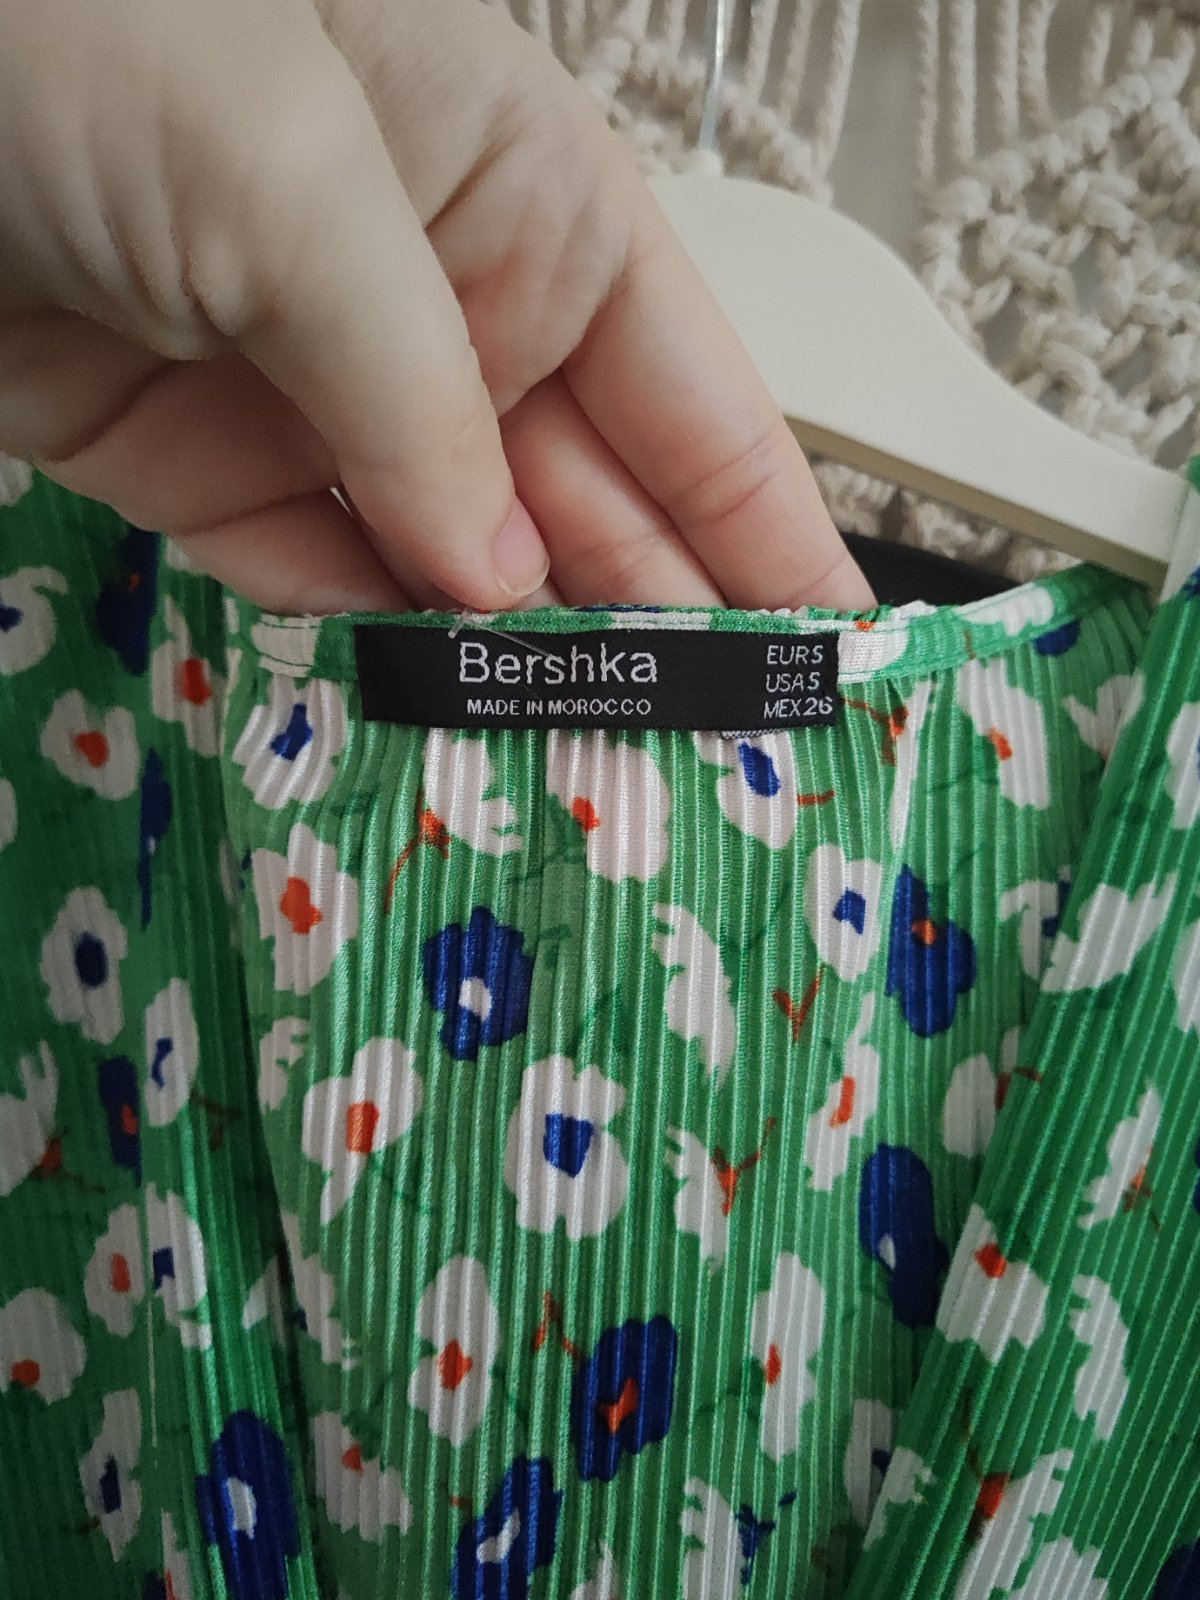 Bershka
MADE IN MOROCCO
EUR S
USA S
MEX 26